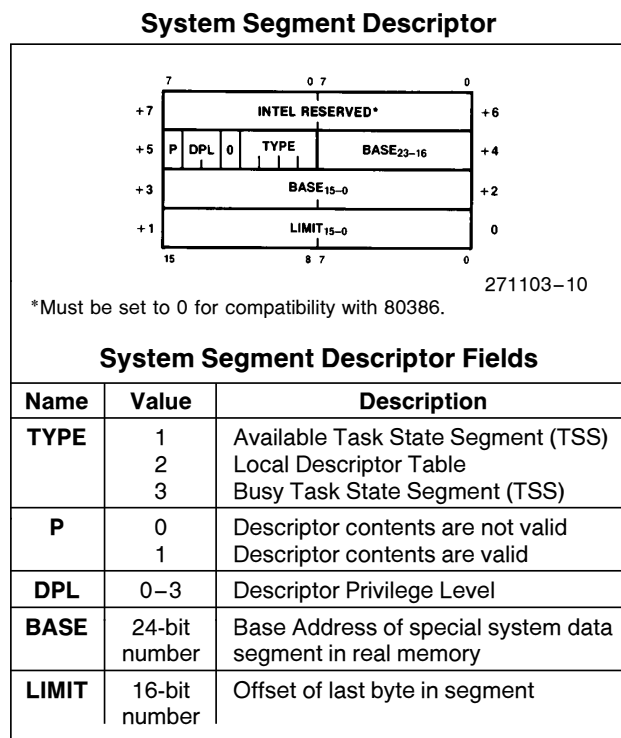 System Segment Descriptor
7 0 7 0
+7 INTEL RESERVED* +6
+5 P DPL 0 TYPE BASE23–16 +4
+3 BASE15–0 +2
+1 LIMIT15–0 0
15 8 7 0
271103–10
*Must be set to 0 for compatibility with 80386.
System Segment Descriptor Fields
Name Value Description
TYPE 1 Available Task State Segment (TSS)
2 Local Descriptor Table
3 Busy Task State Segment (TSS)
P 0 Descriptor contents are not valid
1 Descriptor contents are valid
DPL 0–3 Descriptor Privilege Level
BASE 24-bit Base Address of special system data
number segment in real memory
LIMIT 16-bit Offset of last byte in segment
number